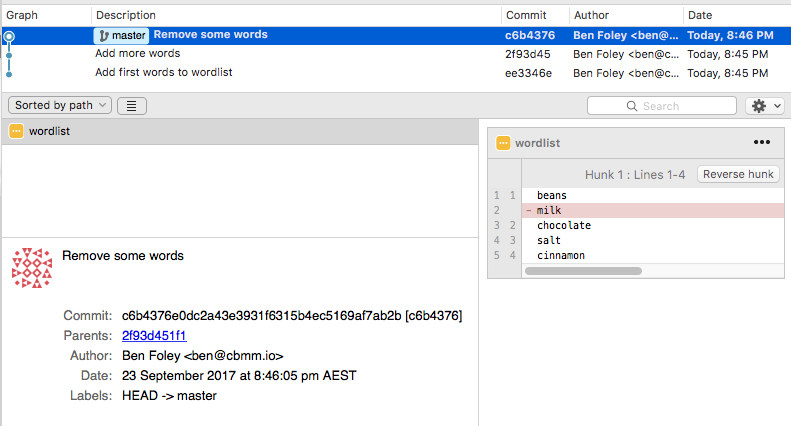 Graph Description Commit Author Date
master Remove some words c6b4376 Ben Foley <ben@... Today, 8:46 PM
Add more words 2f93d45 Ben Foley <ben@c... Today, 8:45 PM
Add first words to wordlist ee3346e Ben Foley <ben@c... Today, 8:45 PM
Sorted by path Search
wordlist
wordlist •••
Hunk 1 : Lines 1-4 Reverse hunk
1 1 beans
2 - milk
3 2 chocolate
4 3 salt
5 4 cinnamon
Remove some words
Commit: c6b4376e0dc2a43e3931f6315b4ec5169af7ab2b [c6b4376]
Parents: 2f93d451f1
Author: Ben Foley <ben@cbmm.io>
Date: 23 September 2017 at 8:46:05 pm AEST
Labels: HEAD -> master